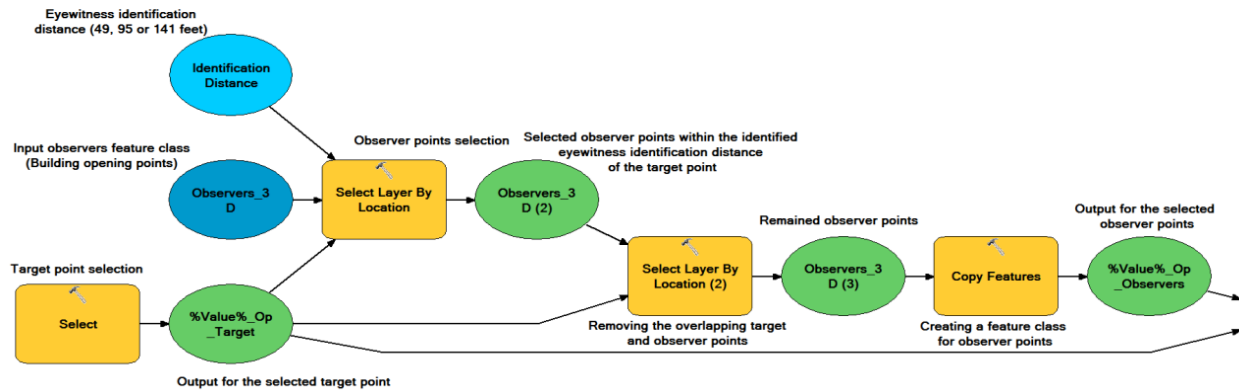 Eyewitness identification
distance (49, 95 or 141 feet)
Identification
Distance
Input observers feature class
(Building opening points)
Observers_3
D
Observer points selection
Select Layer By
Location
Selected observer points within the identified
eyewitness identification distance
of the target point
Observers_3
D (2)
Target point selection
Select
%Value%_Op
_Target
Output for the selected target point
Select Layer By
Location (2)
Removing the overlapping target
and observer points
Remained observer points
Observers_3
D (3)
Copy Features
Creating a feature class
for observer points
Output for the selected
observer points
%Value%_Op
_Observers